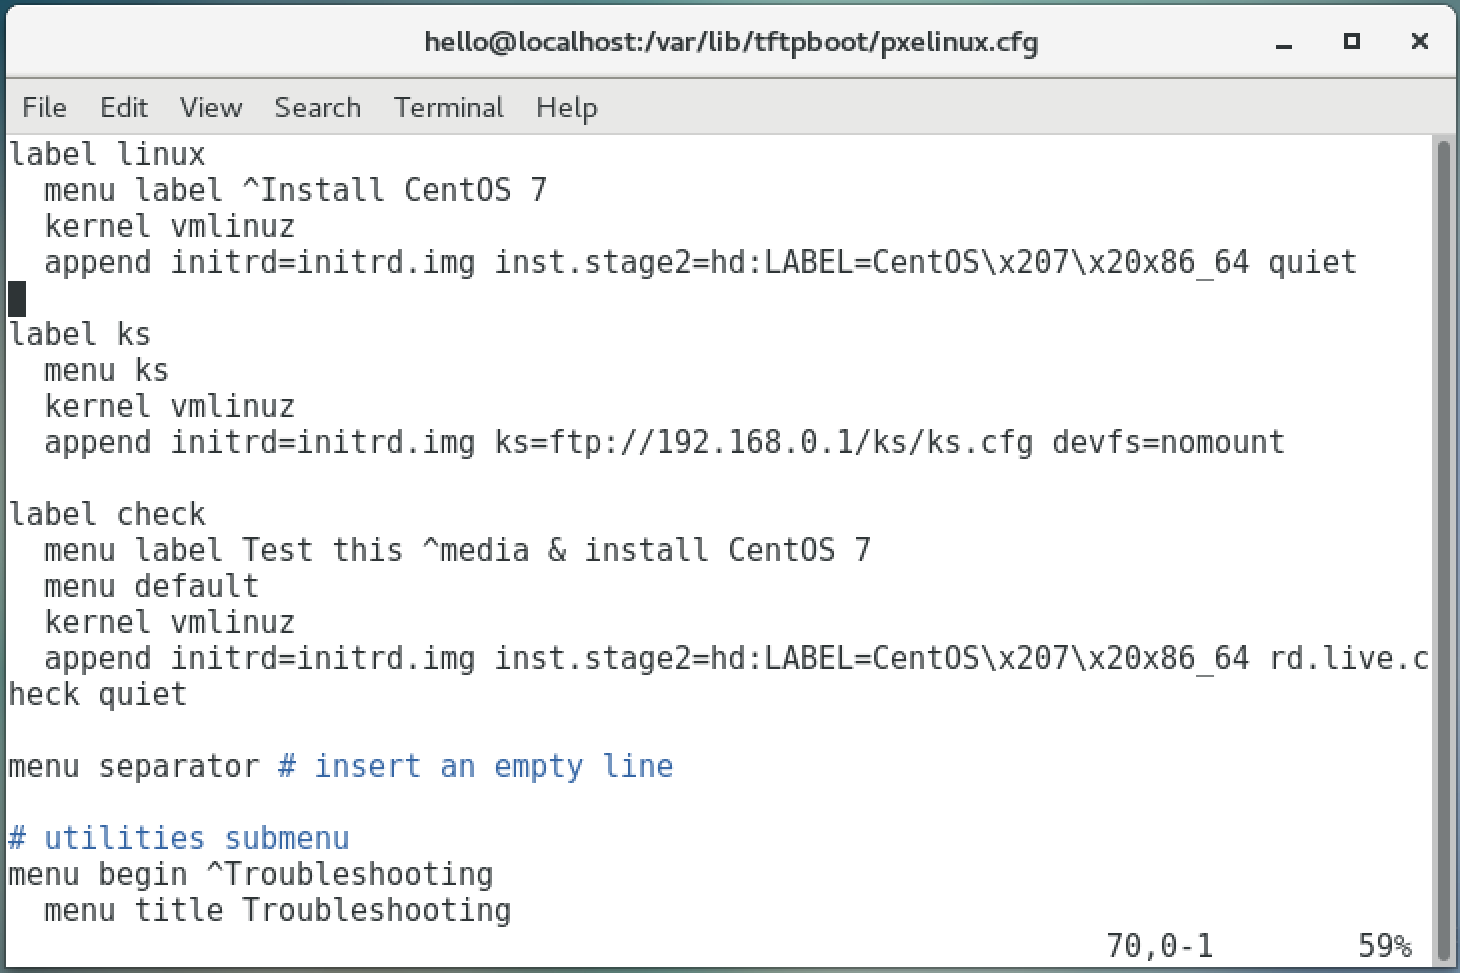 hello@localhost:/var/lib/tftpboot/pxelinux.cfg
File Edit View Search Terminal Help
label linux
  menu label ^Install CentOS 7
  kernel vmlinuz
  append initrd=initrd.img inst.stage2=hd:LABEL=CentOS\x207\x20x86_64 quiet

label ks
  menu ks
  kernel vmlinuz
  append initrd=initrd.img ks=ftp://192.168.0.1/ks/ks.cfg devfs=nomount

label check
  menu label Test this ^media & install CentOS 7
  menu default
  kernel vmlinuz
  append initrd=initrd.img inst.stage2=hd:LABEL=CentOS\x207\x20x86_64 rd.live.c
heck quiet

menu separator # insert an empty line

# utilities submenu
menu begin ^Troubleshooting
  menu title Troubleshooting
70,0-1 59%